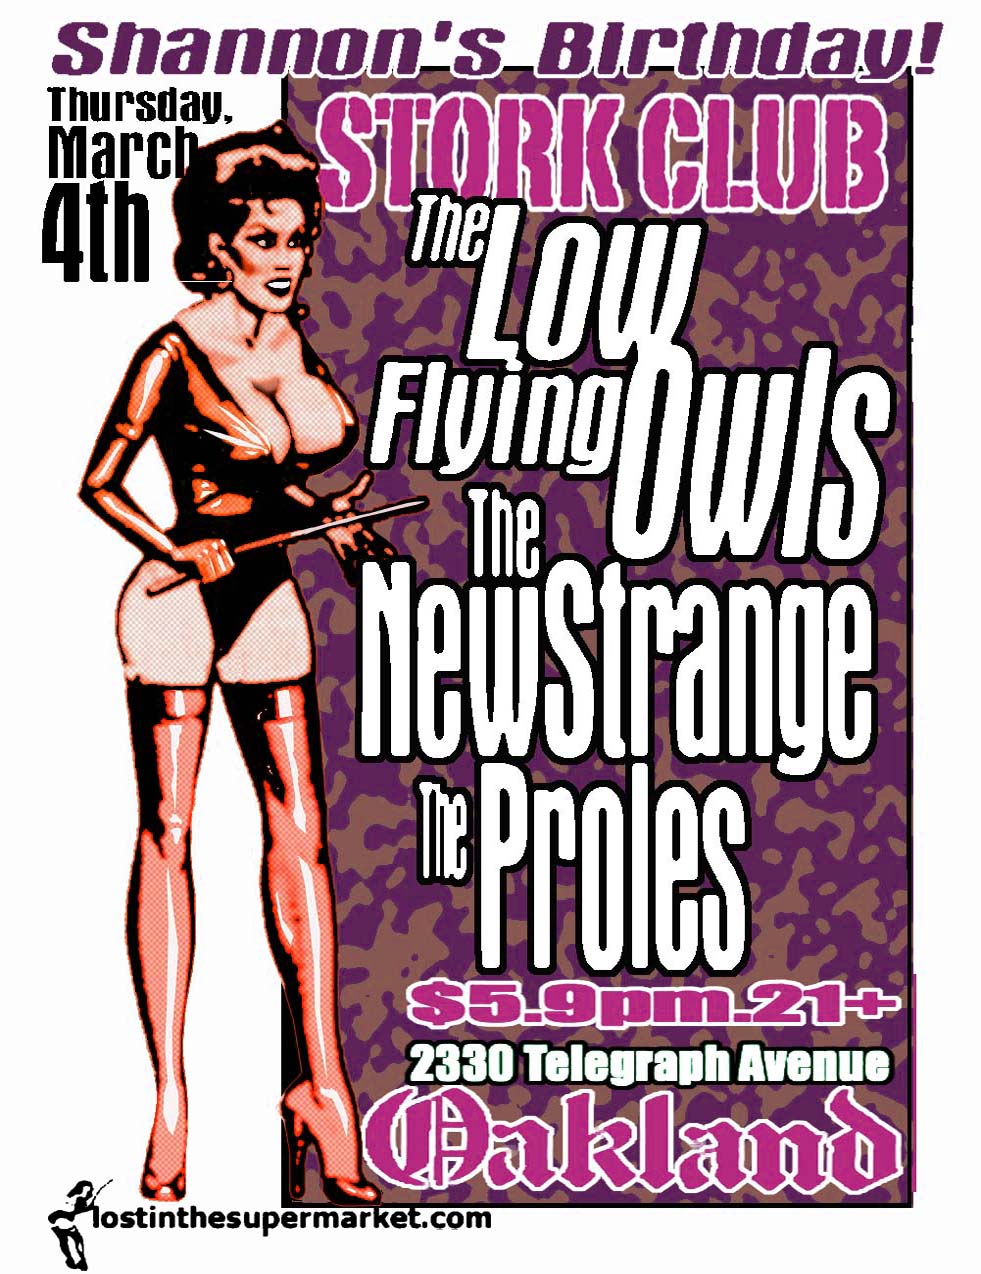 Shannon's Birthday!
Thursday,
March
4th
STORK CLUB
The
Low
Flying
Owls
The
NewStrange
The Proles
$5.9pm.21+
2330 Telegraph Avenue
Oakland
lostinthesupermarket.com